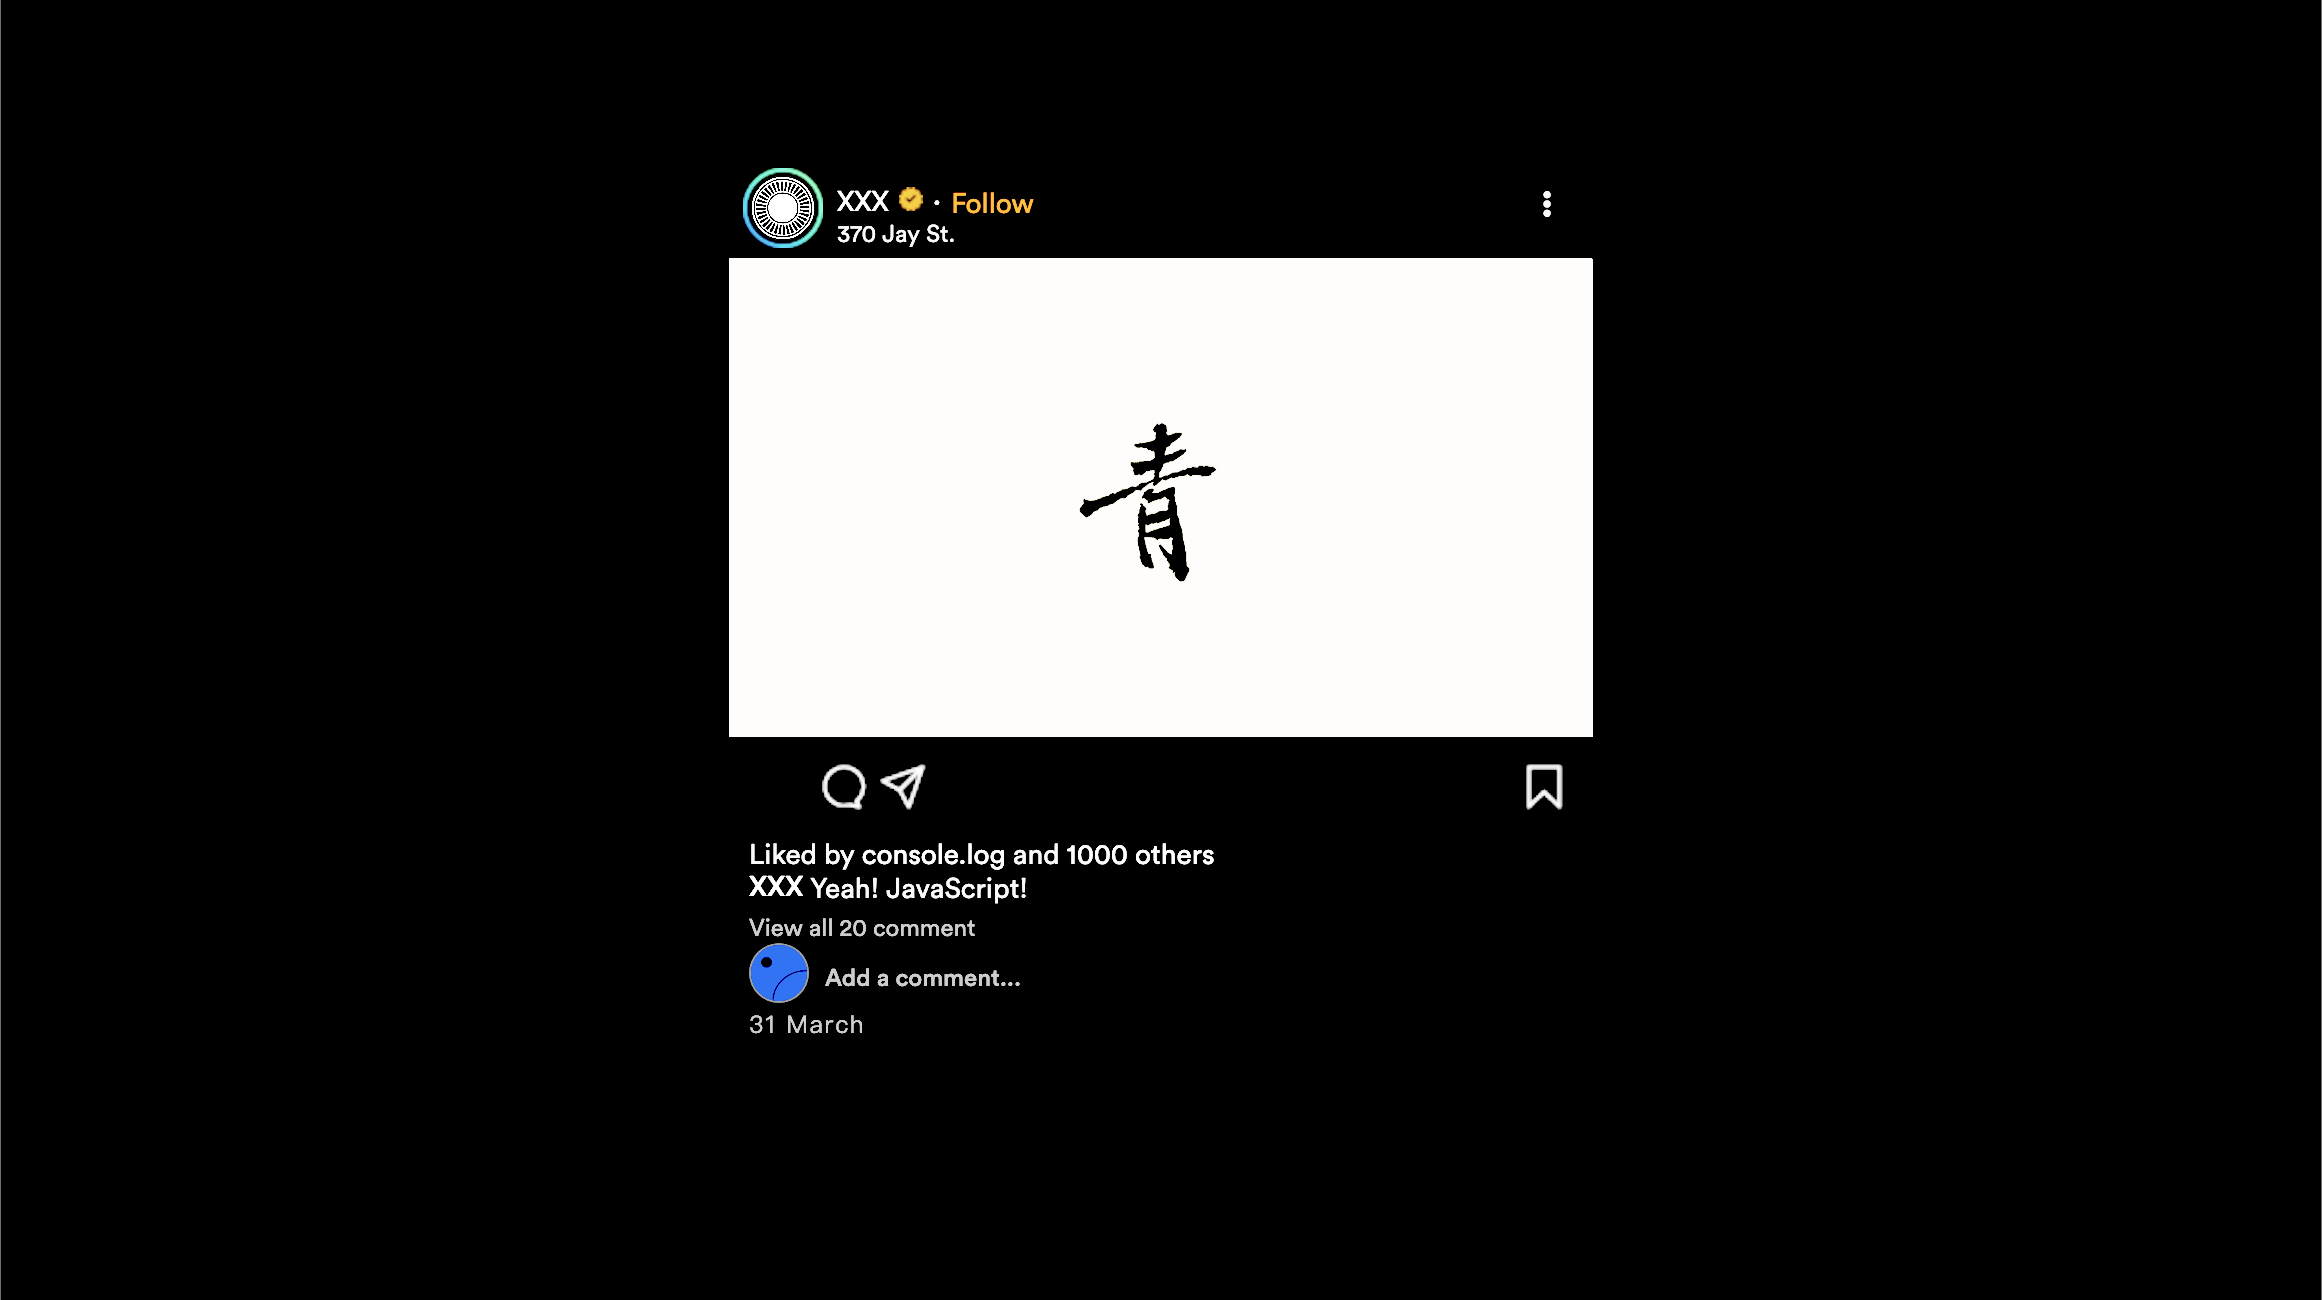 XXX · Follow
370 Jay St.
青
Liked by console.log and 1000 others
XXX Yeah! JavaScript!
View all 20 comment
Add a comment...
31 March